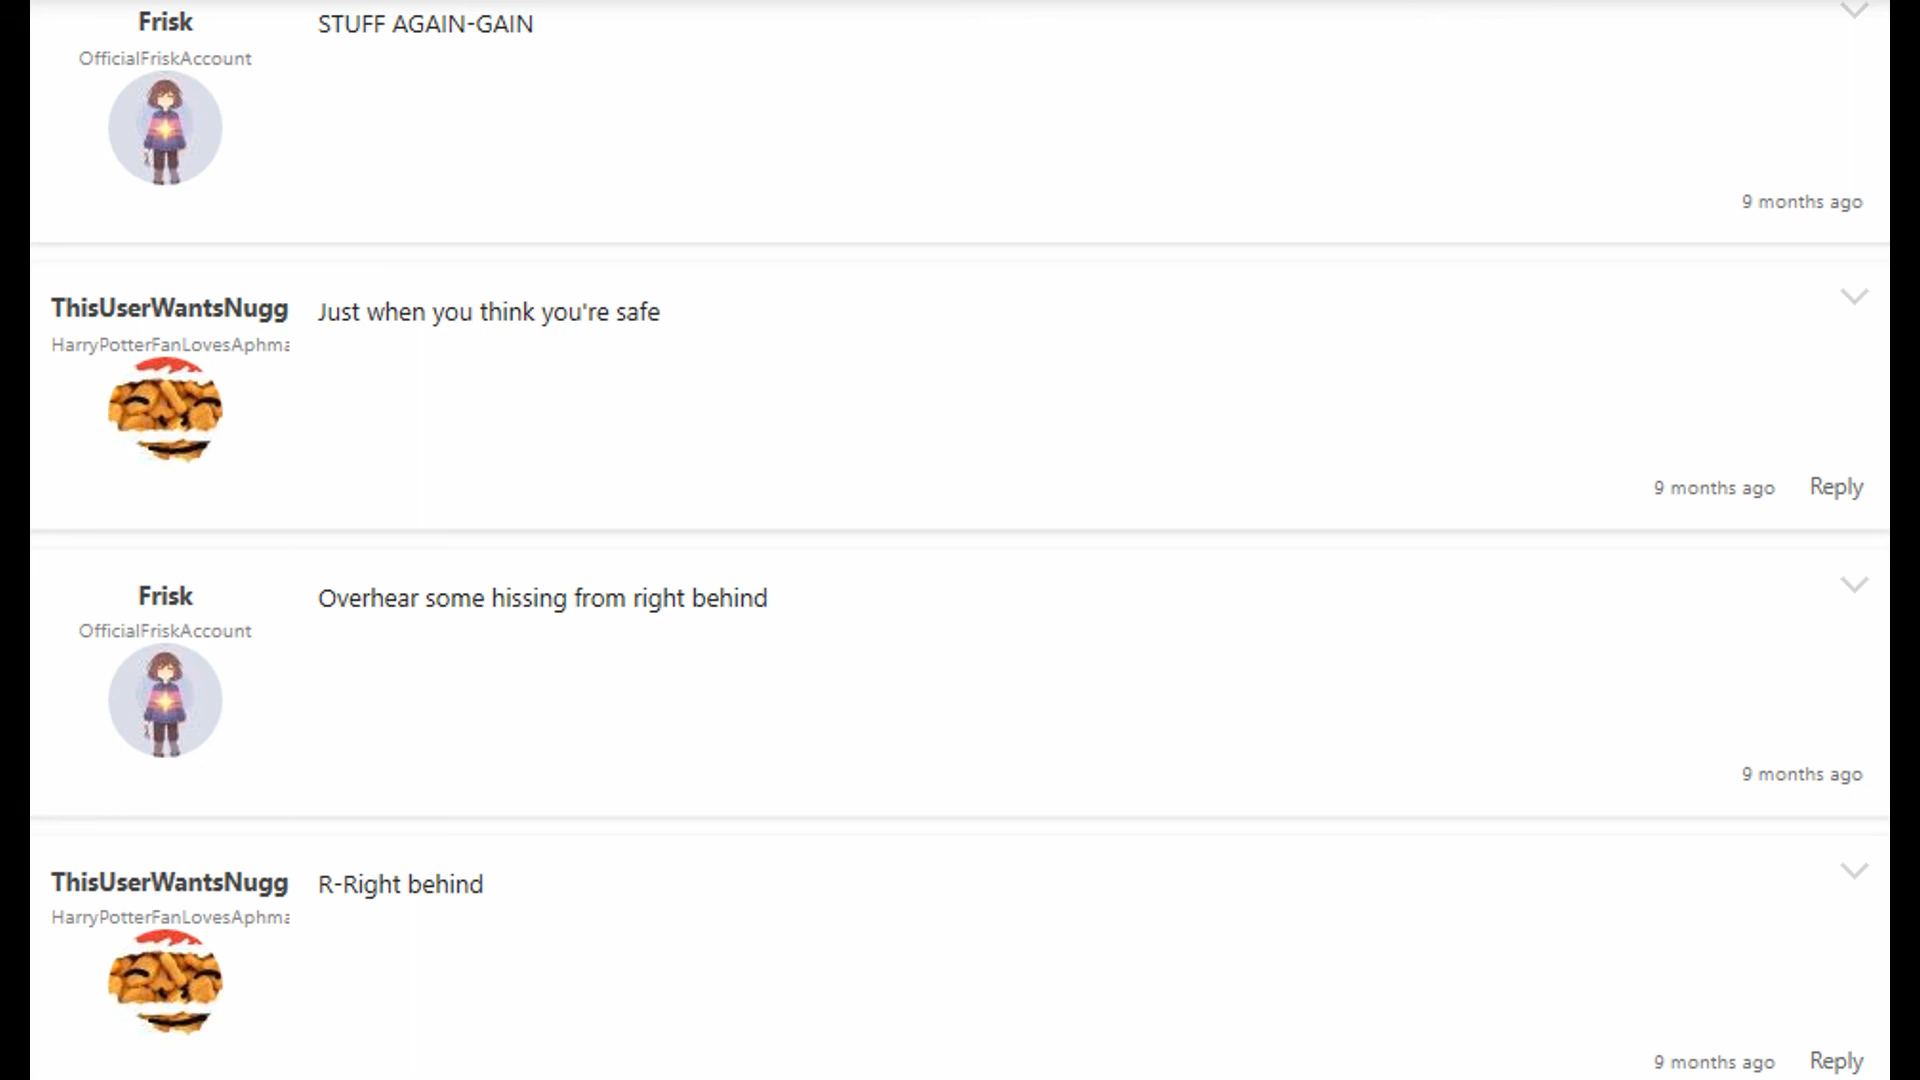 Frisk
STUFF AGAIN-GAIN
OfficialFriskAccount
9 months ago
ThisUserWantsNugg
Just when you think you're safe
HarryPotterFanLovesAphma
9 months ago
Reply
Frisk
Overhear some hissing from right behind
OfficialFriskAccount
9 months ago
ThisUserWantsNugg
R-Right behind
HarryPotterFanLovesAphma
9 months ago
Reply